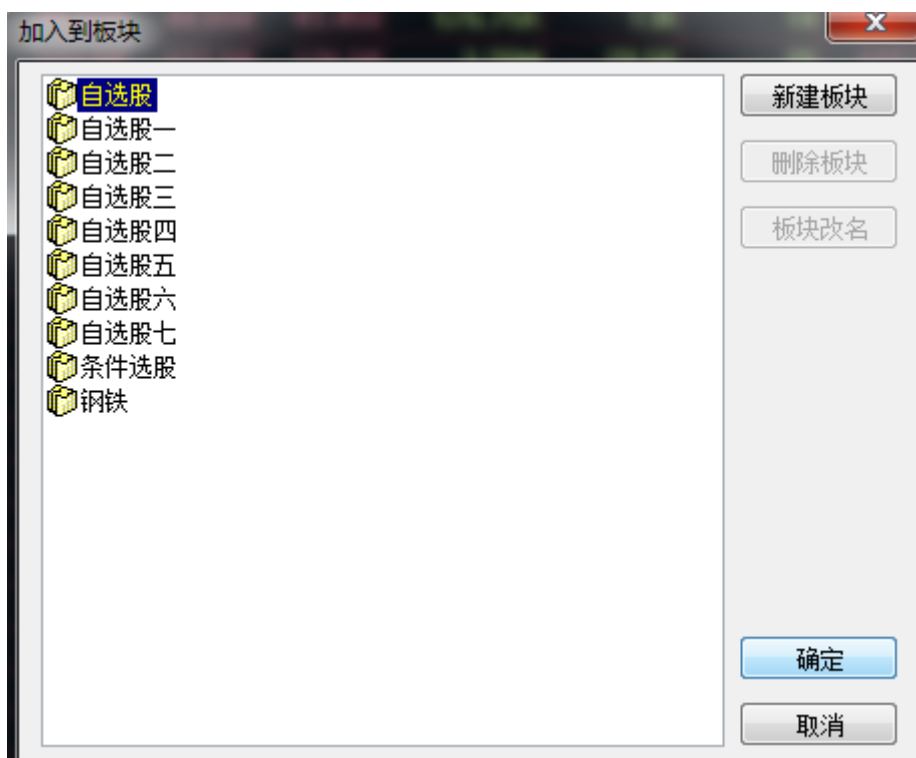 加入到板块
自选股
自选股一
自选股二
自选股三
自选股四
自选股五
自选股六
自选股七
条件选股
钢铁
新建板块
删除板块
板块改名
确定
取消